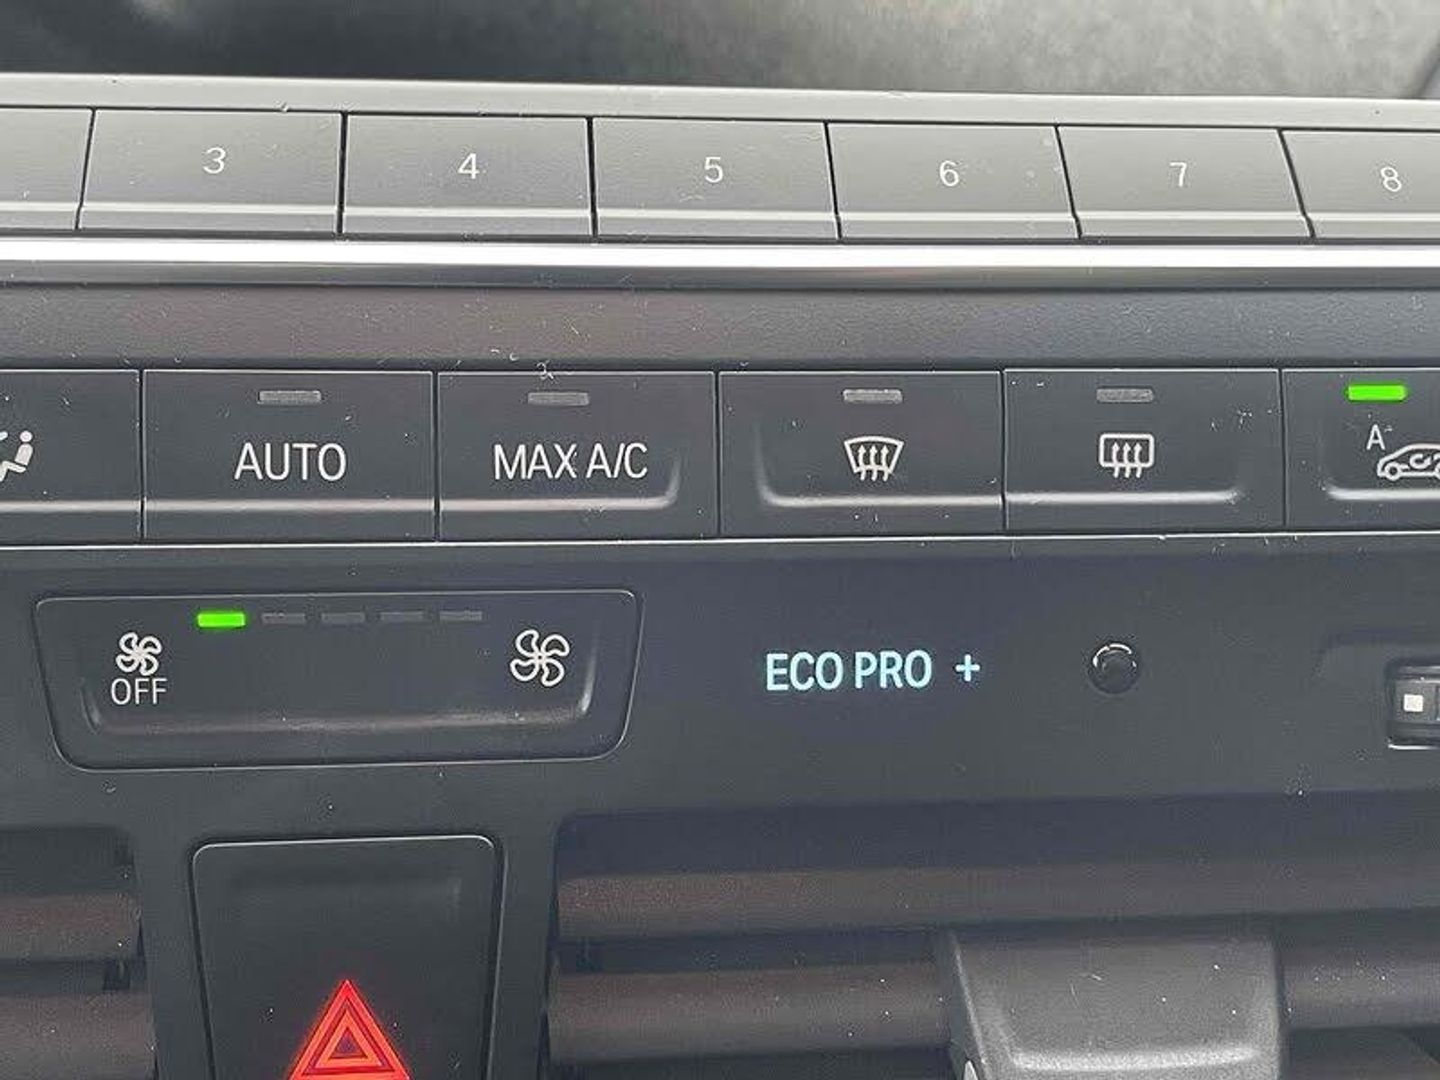 3 4 5 6 7 8
AUTO MAX A/C A
OFF ECO PRO +